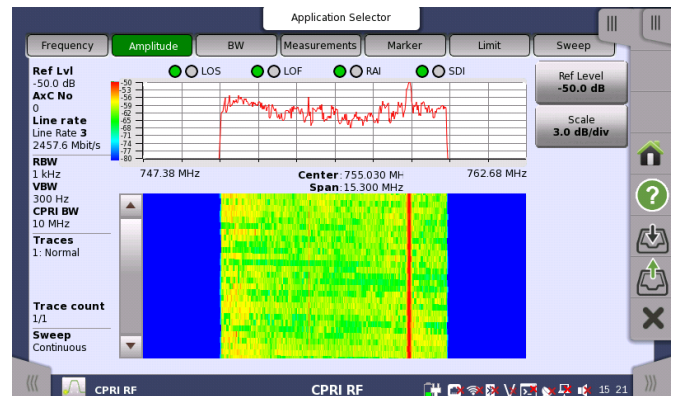 Application Selector
Frequency Amplitude BW Measurements Marker Limit Sweep
Ref Lvl
-50.0 dB
AxC No
0
Line rate
Line Rate 3
2457.6 Mbit/s
RBW
1 kHz
VBW
300 Hz
CPRI BW
10 MHz
Traces
1: Normal
Trace count
1/1
Sweep
Continuous
LOS LOF RAI SDI
-50
-53
-56
-59
-62
-65
-68
-71
-74
-77
-80
747.38 MHz
Center: 755.030 MH
Span: 15.300 MHz
762.68 MHz
Ref Level
-50.0 dB
Scale
3.0 dB/div
CPRI RF
CPRI RF
15 21